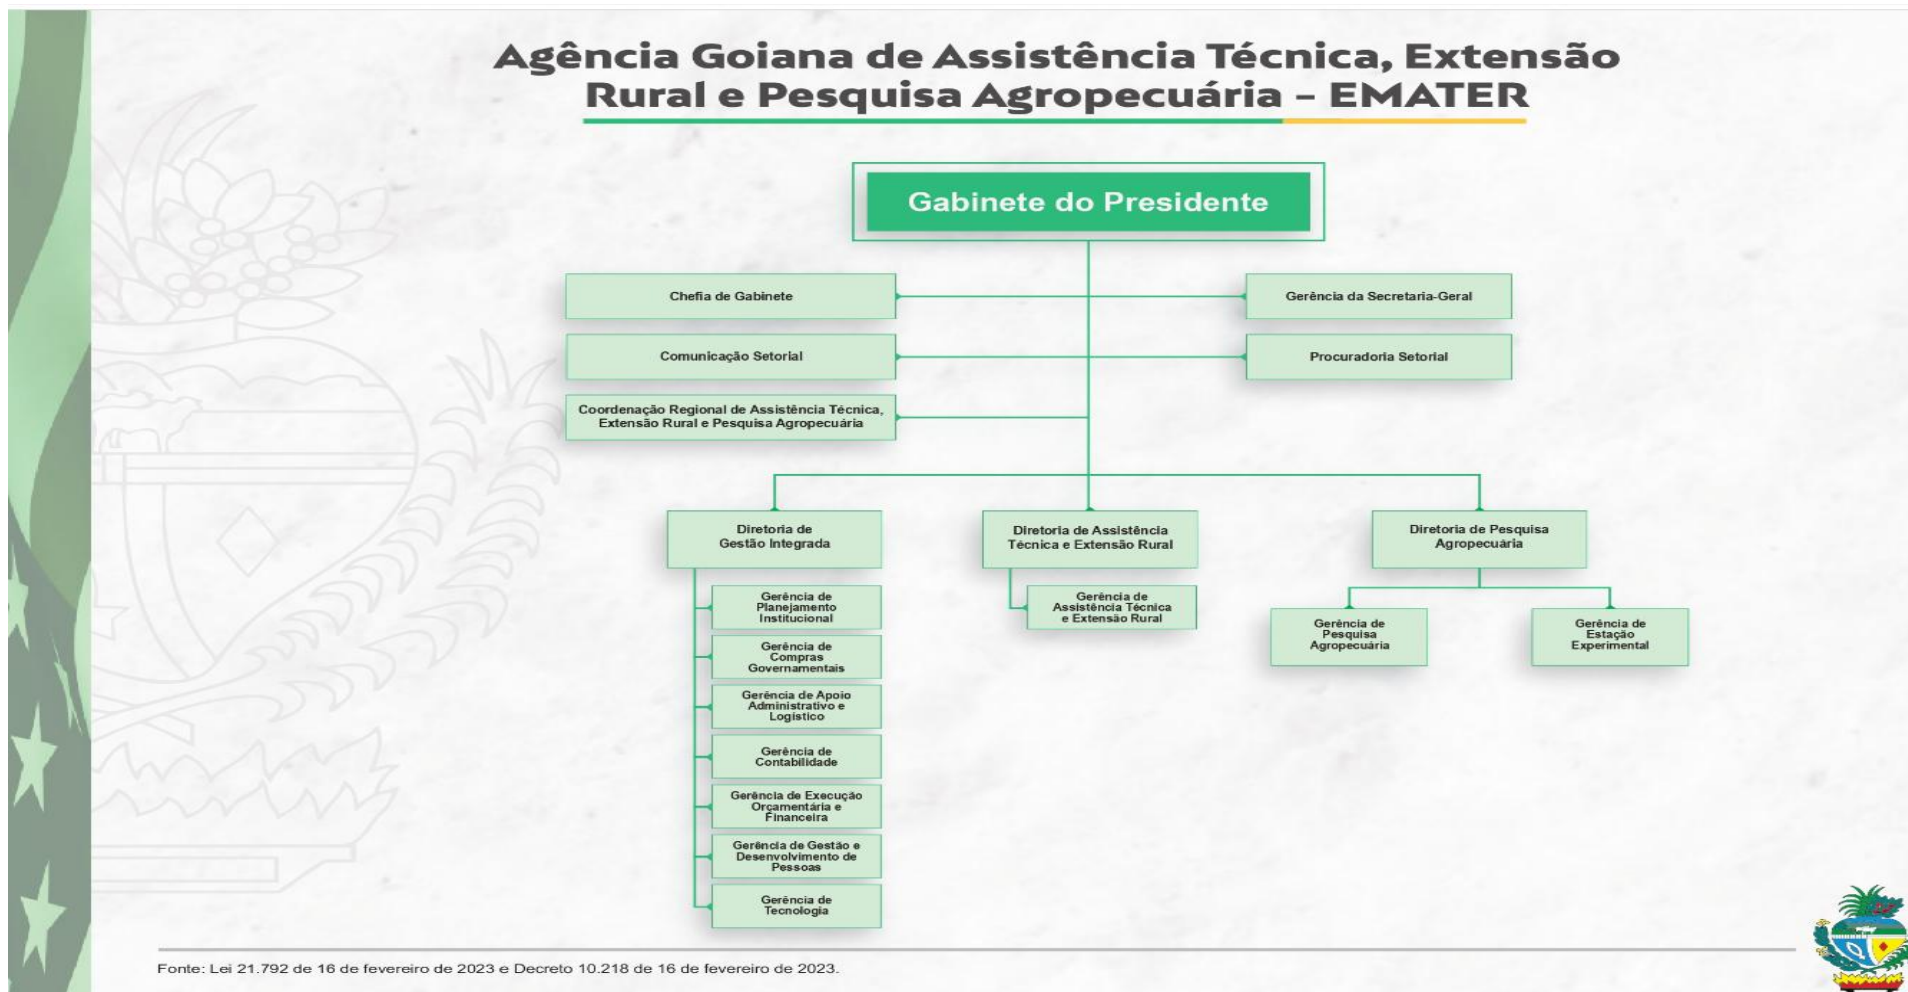 Agência Goiana de Assistência Técnica, Extensão
Rural e Pesquisa Agropecuária - EMATER
Gabinete do Presidente
Chefia de Gabinete
Gerência da Secretaria-Geral
Comunicação Setorial
Procuradoria Setorial
Coordenação Regional de Assistência Técnica,
Extensão Rural e Pesquisa Agropecuária
Diretoria de
Gestão Integrada
Gerência de
Planejamento
Institucional
Gerência de
Compras
Governamentais
Gerência de Apoio
Administrativo e
Logístico
Gerência de
Contabilidade
Gerência de Execução
Orçamentária e
Financeira
Gerência de Gestão e
Desenvolvimento de
Pessoas
Gerência de
Tecnologia
Diretoria de Assistência
Técnica e Extensão Rural
Gerência de
Assistência Técnica
e Extensão Rural
Diretoria de Pesquisa
Agropecuária
Gerência de
Pesquisa
Agropecuária
Gerência de
Estação
Experimental
Fonte: Lei 21.792 de 16 de fevereiro de 2023 e Decreto 10.218 de 16 de fevereiro de 2023.